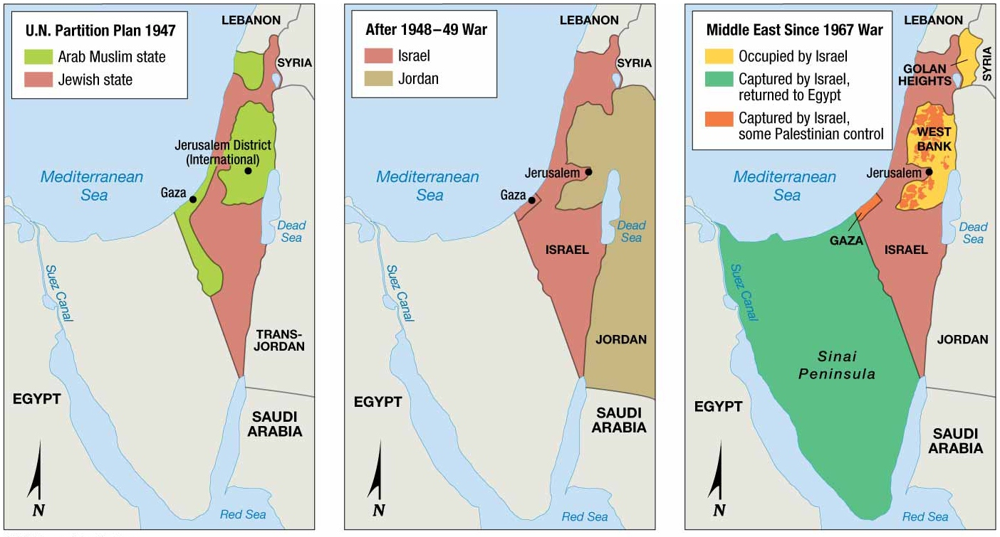 U.N. Partition Plan 1947
Arab Muslim state
Jewish state
LEBANON
SYRIA
Jerusalem District
(International)
Mediterranean
Sea
Gaza
Dead
Sea
Suez Canal
TRANS-
JORDAN
EGYPT
SAUDI
ARABIA
N
Red Sea
After 1948–49 War
Israel
Jordan
LEBANON
SYRIA
Mediterranean
Sea
Jerusalem
Gaza
Dead
Sea
ISRAEL
Suez Canal
JORDAN
EGYPT
SAUDI
ARABIA
N
Red Sea
Middle East Since 1967 War
Occupied by Israel
Captured by Israel,
returned to Egypt
Captured by Israel,
some Palestinian control
LEBANON
SYRIA
GOLAN
HEIGHTS
WEST
BANK
Mediterranean
Sea
Jerusalem
Dead
Sea
GAZA
ISRAEL
Suez Canal
JORDAN
Sinai
Peninsula
EGYPT
SAUDI
ARABIA
N
Red Sea